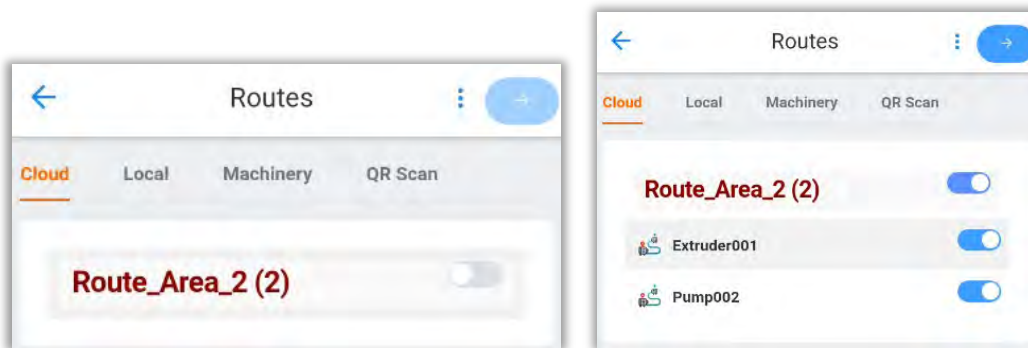 Routes
Cloud Local Machinery QR Scan
Route_Area_2 (2)
Routes
Cloud Local Machinery QR Scan
Route_Area_2 (2)
Extruder001
Pump002